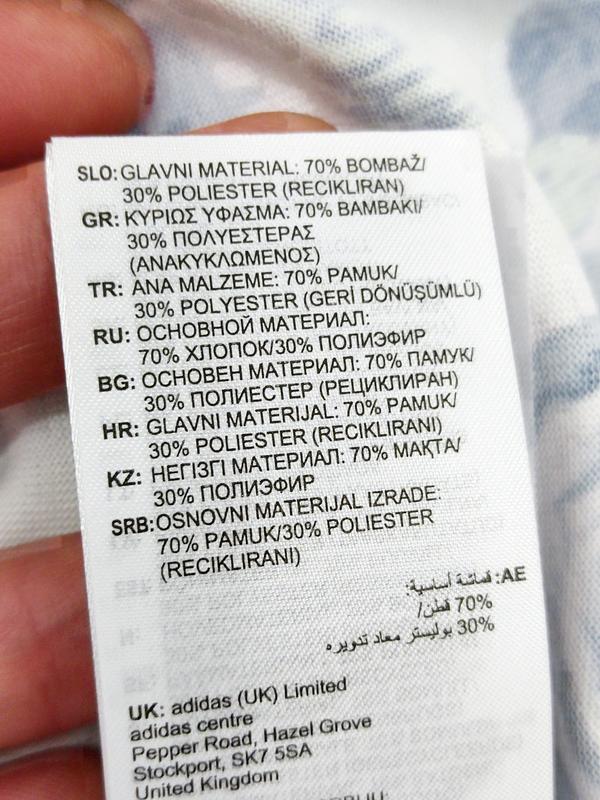 SLO: GLAVNI MATERIAL: 70% BOMBAŽ/
30% POLIESTER (RECIKLIRAN)
GR: ΚΥΡΙΩΣ ΥΦΑΣΜΑ: 70% ΒΑΜΒΑΚΙ/
30% ΠΟΛΥΕΣΤΕΡΑΣ
(ΑΝΑΚΥΚΛΩΜΕΝΟΣ)
TR: ANA MALZEME: 70% PAMUK/
30% POLYESTER (GERİ DÖNÜŞÜMLÜ)
RU: ОСНОВНОЙ МАТЕРИАЛ:
70% ХЛОПОК/30% ПОЛИЭФИР
BG: ОСНОВЕН МАТЕРИАЛ: 70% ПАМУК/
30% ПОЛИЕСТЕР (РЕЦИКЛИРАН)
HR: GLAVNI MATERIJAL: 70% PAMUK/
30% POLIESTER (RECIKLIRANI)
KZ: НЕГІЗГІ МАТЕРИАЛ: 70% МАҚТА/
30% ПОЛИЭФИР
SRB: OSNOVNI MATERIJAL IZRADE:
70% PAMUK/30% POLIESTER
(RECIKLIRANI)
AE: قماشة أساسية:
70% قطن/
30% بوليستر معاد تدويره
UK: adidas (UK) Limited
adidas centre
Pepper Road, Hazel Grove
Stockport, SK7 5SA
United Kingdom